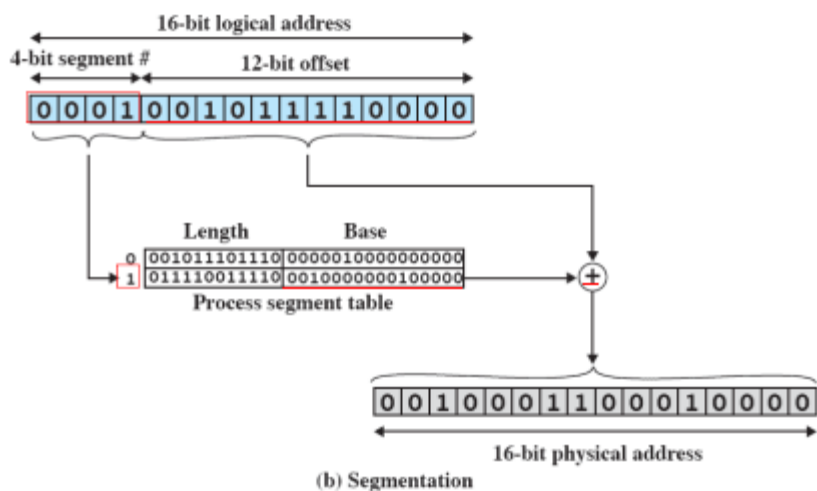 16-bit logical address
4-bit segment # 12-bit offset
0 0 0 1 0 0 1 0 1 1 1 1 0 0 0 0
Length Base
0 001011101110 0000010000000000
1 011110011110 0010000000100000
Process segment table
+
0 0 1 0 0 0 1 1 0 0 0 1 0 0 0 0
16-bit physical address
(b) Segmentation